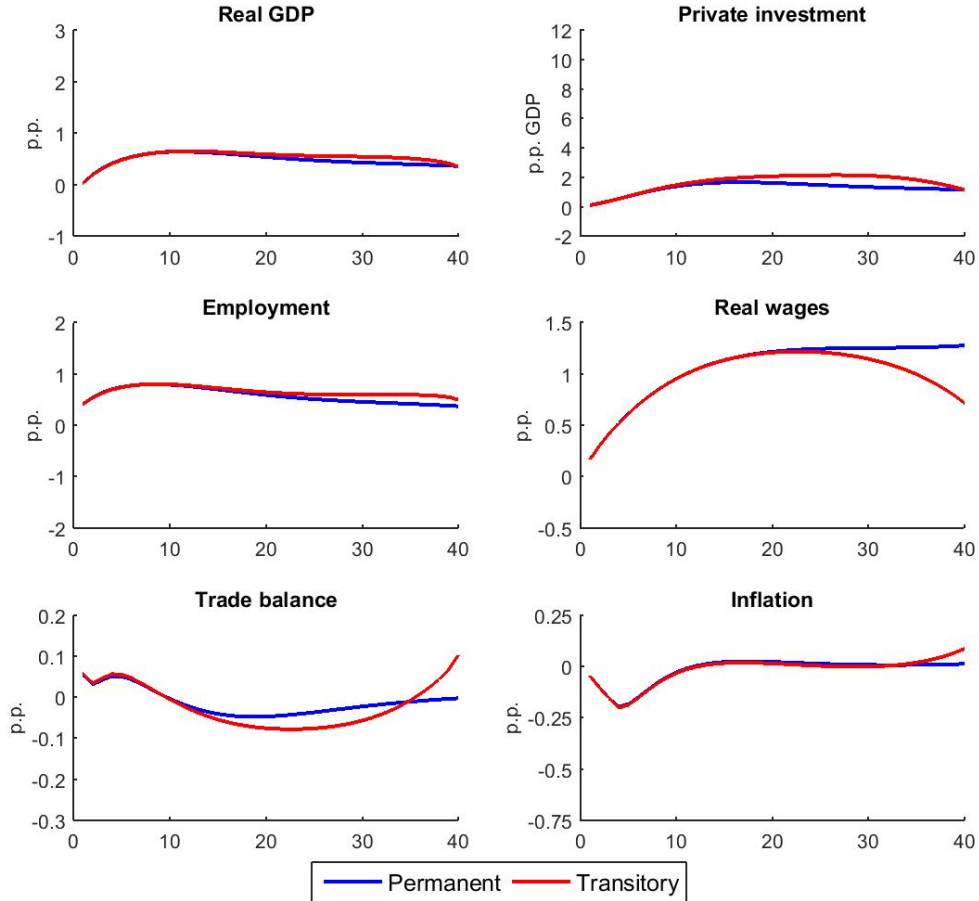 Real GDP
p.p.
3
2
1
0
-1
0 10 20 30 40
Private investment
p.p. GDP
12
10
8
6
4
2
0
-2
0 10 20 30 40
Employment
p.p.
2
1
0
-1
-2
0 10 20 30 40
Real wages
p.p.
1.5
1
0.5
0
-0.5
0 10 20 30 40
Trade balance
p.p.
0.2
0.1
0
-0.1
-0.2
-0.3
0 10 20 30 40
Inflation
p.p.
0.25
0
-0.25
-0.5
-0.75
0 10 20 30 40
Permanent Transitory